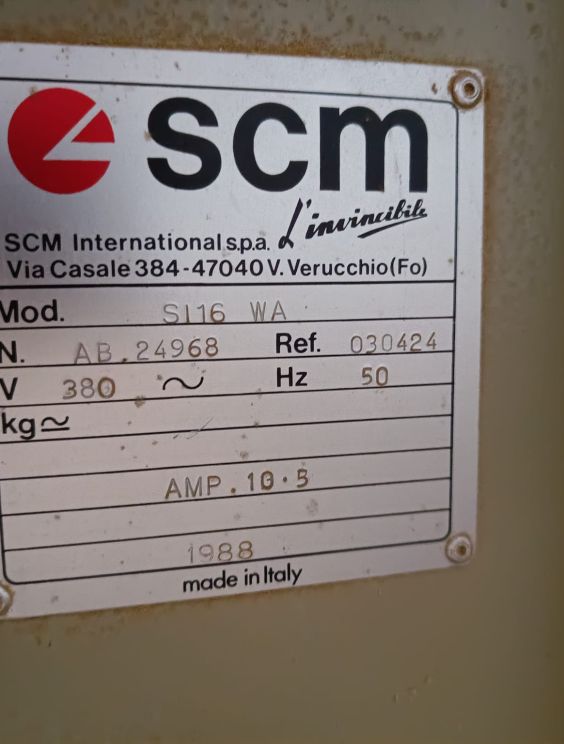 scm
l'invincibile
SCM International s.p.a.
Via Casale 384-47040 V. Verucchio (Fo)
Mod. SI16 WA
N. AB.24968 Ref. 030424
V 380 ~ Hz 50
kg≃
AMP.10.5
1988
made in Italy